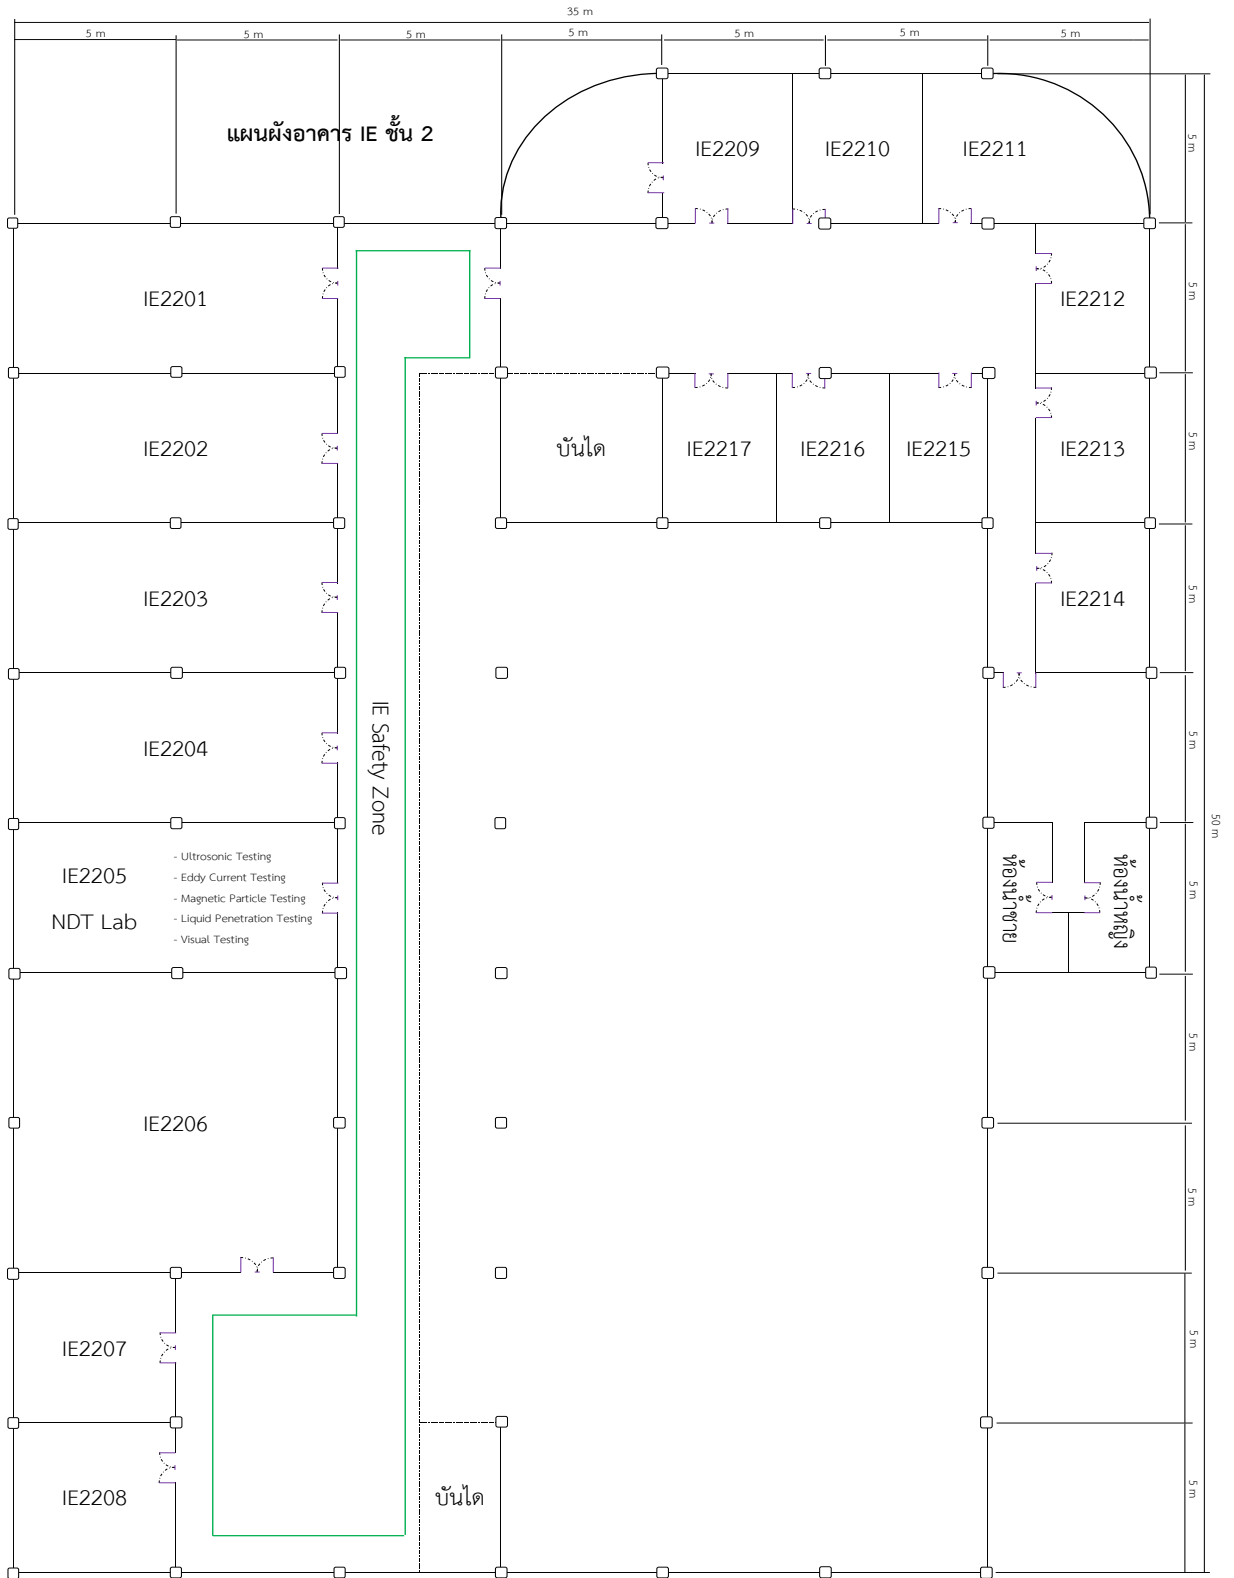 35 m
5 m
5 m
5 m
5 m
5 m
5 m
5 m
แผนผังอาคาร IE ชั้น 2
IE2209
IE2210
IE2211
5 m
IE2201
IE2212
5 m
IE2202
บันได
IE2217
IE2216
IE2215
IE2213
5 m
IE2203
IE2214
5 m
IE Safety Zone
IE2204
5 m
50 m
IE2205
NDT Lab
- Ultrosonic Testing
- Eddy Current Testing
- Magnetic Particle Testing
- Liquid Penetration Testing
- Visual Testing
ห้องน้ำชาย
ห้องน้ำหญิง
5 m
IE2206
5 m
5 m
IE2207
5 m
IE2208
บันได
5 m